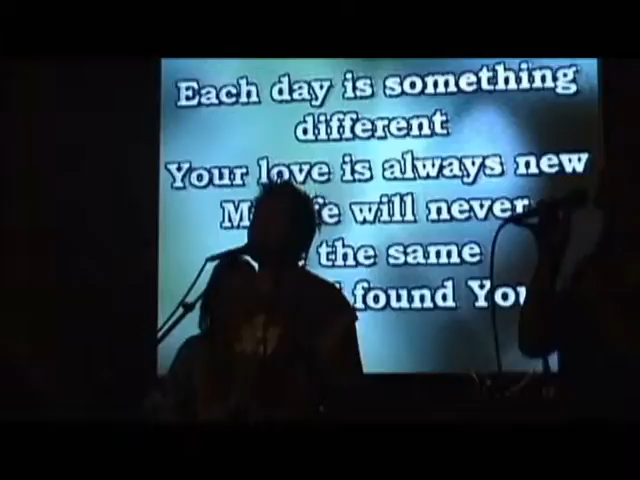 Each day is something
different
Your love is always new
will never
the same
found You